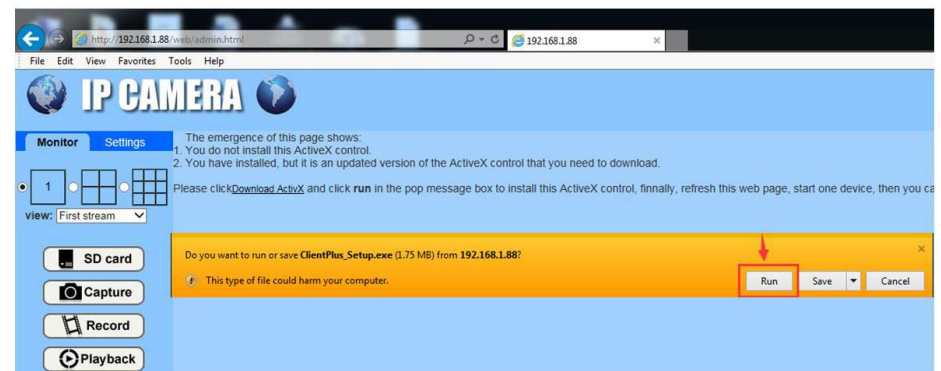 http://192.168.1.88/web/admin.html
192.168.1.88
File Edit View Favorites Tools Help
IP CAMERA
Monitor Settings
The emergence of this page shows:
1. You do not install this ActiveX control.
2. You have installed, but it is an updated version of the ActiveX control that you need to download.
Please clickDownload ActivX and click run in the pop message box to install this ActiveX control, finnally, refresh this web page, start one device, then you ca
1
view: First stream
Do you want to run or save ClientPlus_Setup.exe (1.75 MB) from 192.168.1.88?
This type of file could harm your computer.
Run Save Cancel
SD card
Capture
Record
Playback